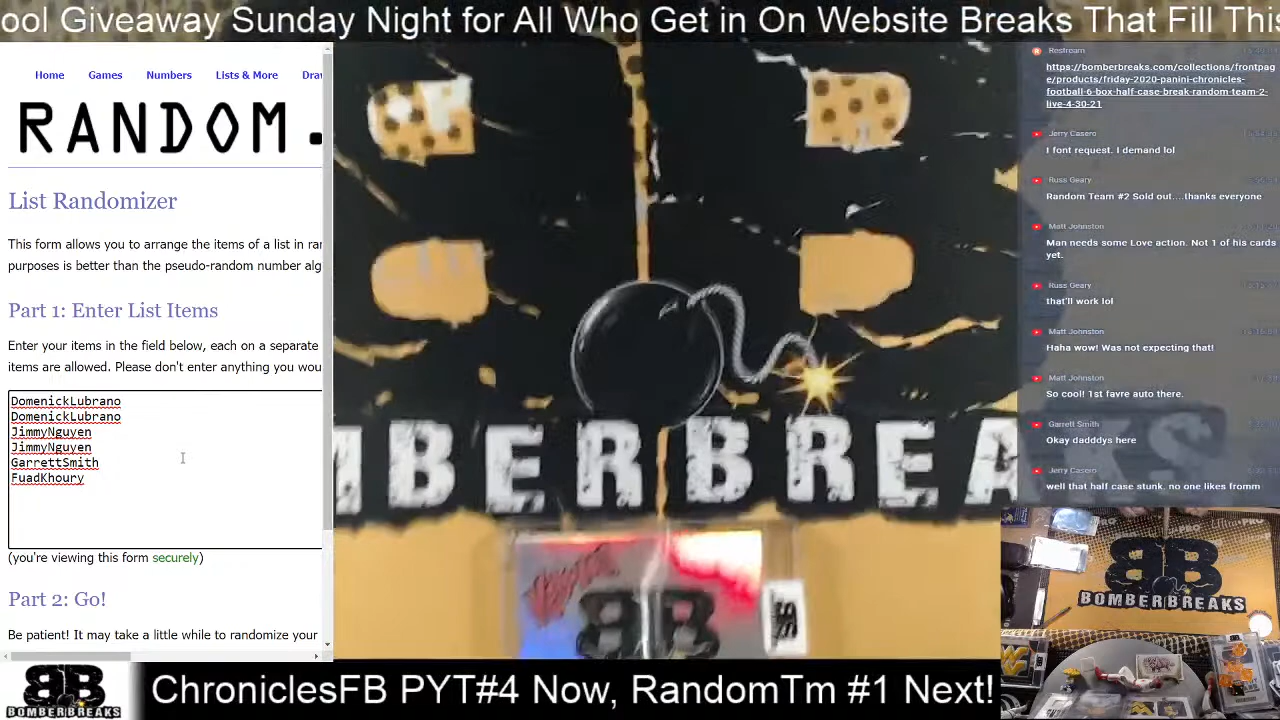 ool Giveaway Sunday Night for All Who Get in On Website Breaks That Fill This
Home Games Numbers Lists & More Drav
RANDOM.
List Randomizer
This form allows you to arrange the items of a list in rar
purposes is better than the pseudo-random number alg
Part 1: Enter List Items
Enter your items in the field below, each on a separate
items are allowed. Please don't enter anything you wou
DomenickLubrano
DomenickLubrano
JimmyNguyen
JimmyNguyen
GarrettSmith
FuadKhoury
(you're viewing this form securely)
Part 2: Go!
Be patient! It may take a little while to randomize your
MBER BREA
BB
Restream
https://bomberbreaks.com/collections/frontpag
e/products/friday-2020-panini-chronicles-
football-6-box-half-case-break-random-team-2-
live-4-30-21
Jerry Casero
I font request. I demand lol
Russ Geary
Random Team #2 Sold out....thanks everyone
Matt Johnston
Man needs some Love action. Not 1 of his cards
yet.
Russ Geary
that'll work lol
Matt Johnston
Haha wow! Was not expecting that!
Matt Johnston
So cool! 1st favre auto there.
Garrett Smith
Okay dadddys here
Jerry Casero
well that half case stunk. no one likes fromm
BB
BOMBERBREAKS
BB
BOMBERBREAKS
ChroniclesFB PYT#4 Now, RandomTm #1 Next!